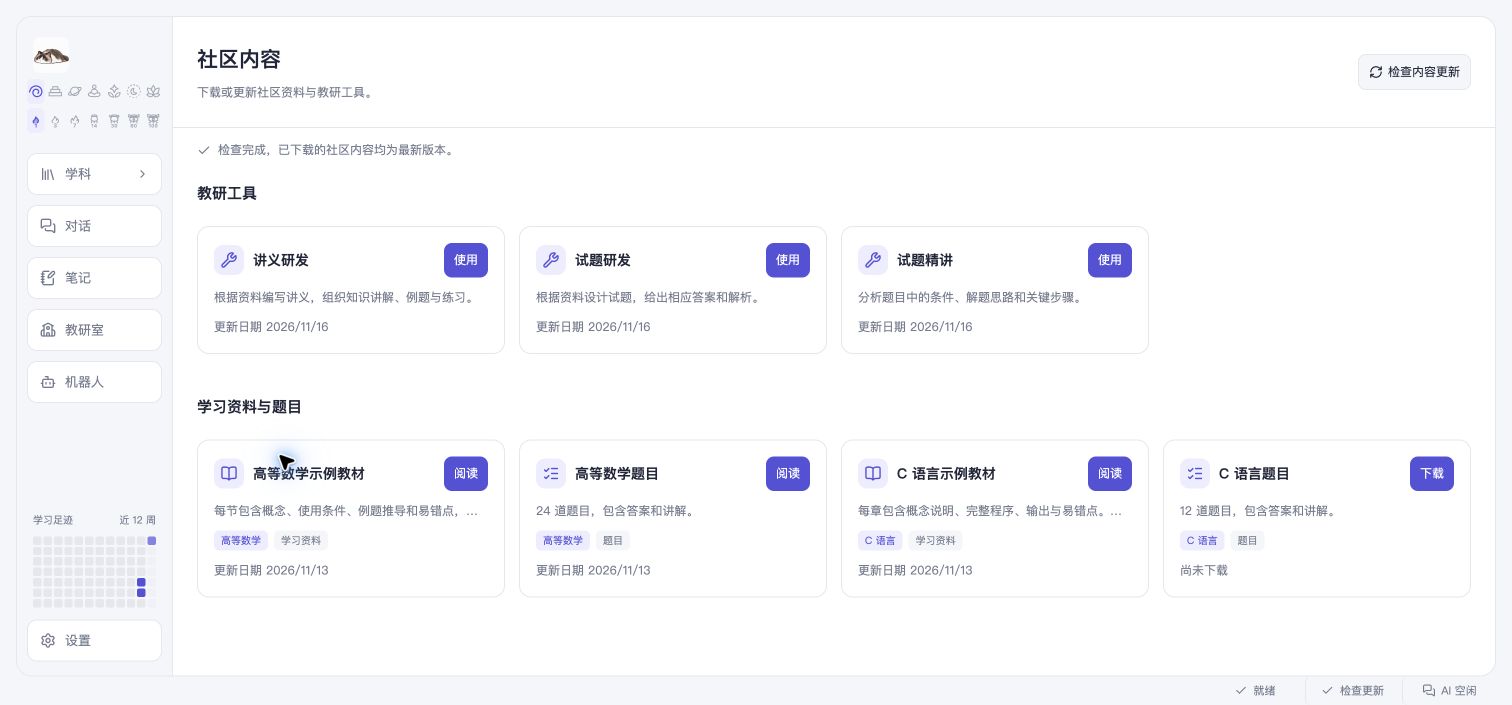 社区内容
下载或更新社区资料与教研工具。
检查内容更新
检查完成，已下载的社区内容均为最新版本。
学科
对话
笔记
教研室
机器人
学习足迹 近 12 周
设置
教研工具
讲义研发 使用
根据资料编写讲义，组织知识讲解、例题与练习。
更新日期 2026/11/16
试题研发 使用
根据资料设计试题，给出相应答案和解析。
更新日期 2026/11/16
试题精讲 使用
分析题目中的条件、解题思路和关键步骤。
更新日期 2026/11/16
学习资料与题目
高等数学示例教材 阅读
每节包含概念、使用条件、例题推导和易错点，...
高等数学 学习资料
更新日期 2026/11/13
高等数学题目 阅读
24 道题目，包含答案和讲解。
高等数学 题目
更新日期 2026/11/13
C 语言示例教材 阅读
每章包含概念说明、完整程序、输出与易错点。...
C 语言 学习资料
更新日期 2026/11/13
C 语言题目 下载
12 道题目，包含答案和讲解。
C 语言 题目
尚未下载
就绪 检查更新 AI 空闲